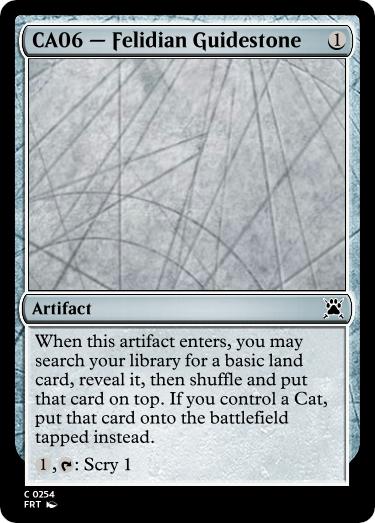 CA06 — Felidian Guidestone 1
Artifact
When this artifact enters, you may
search your library for a basic land
card, reveal it, then shuffle and put
that card on top. If you control a Cat,
put that card onto the battlefield
tapped instead.
1, : Scry 1
C 0254
FRT